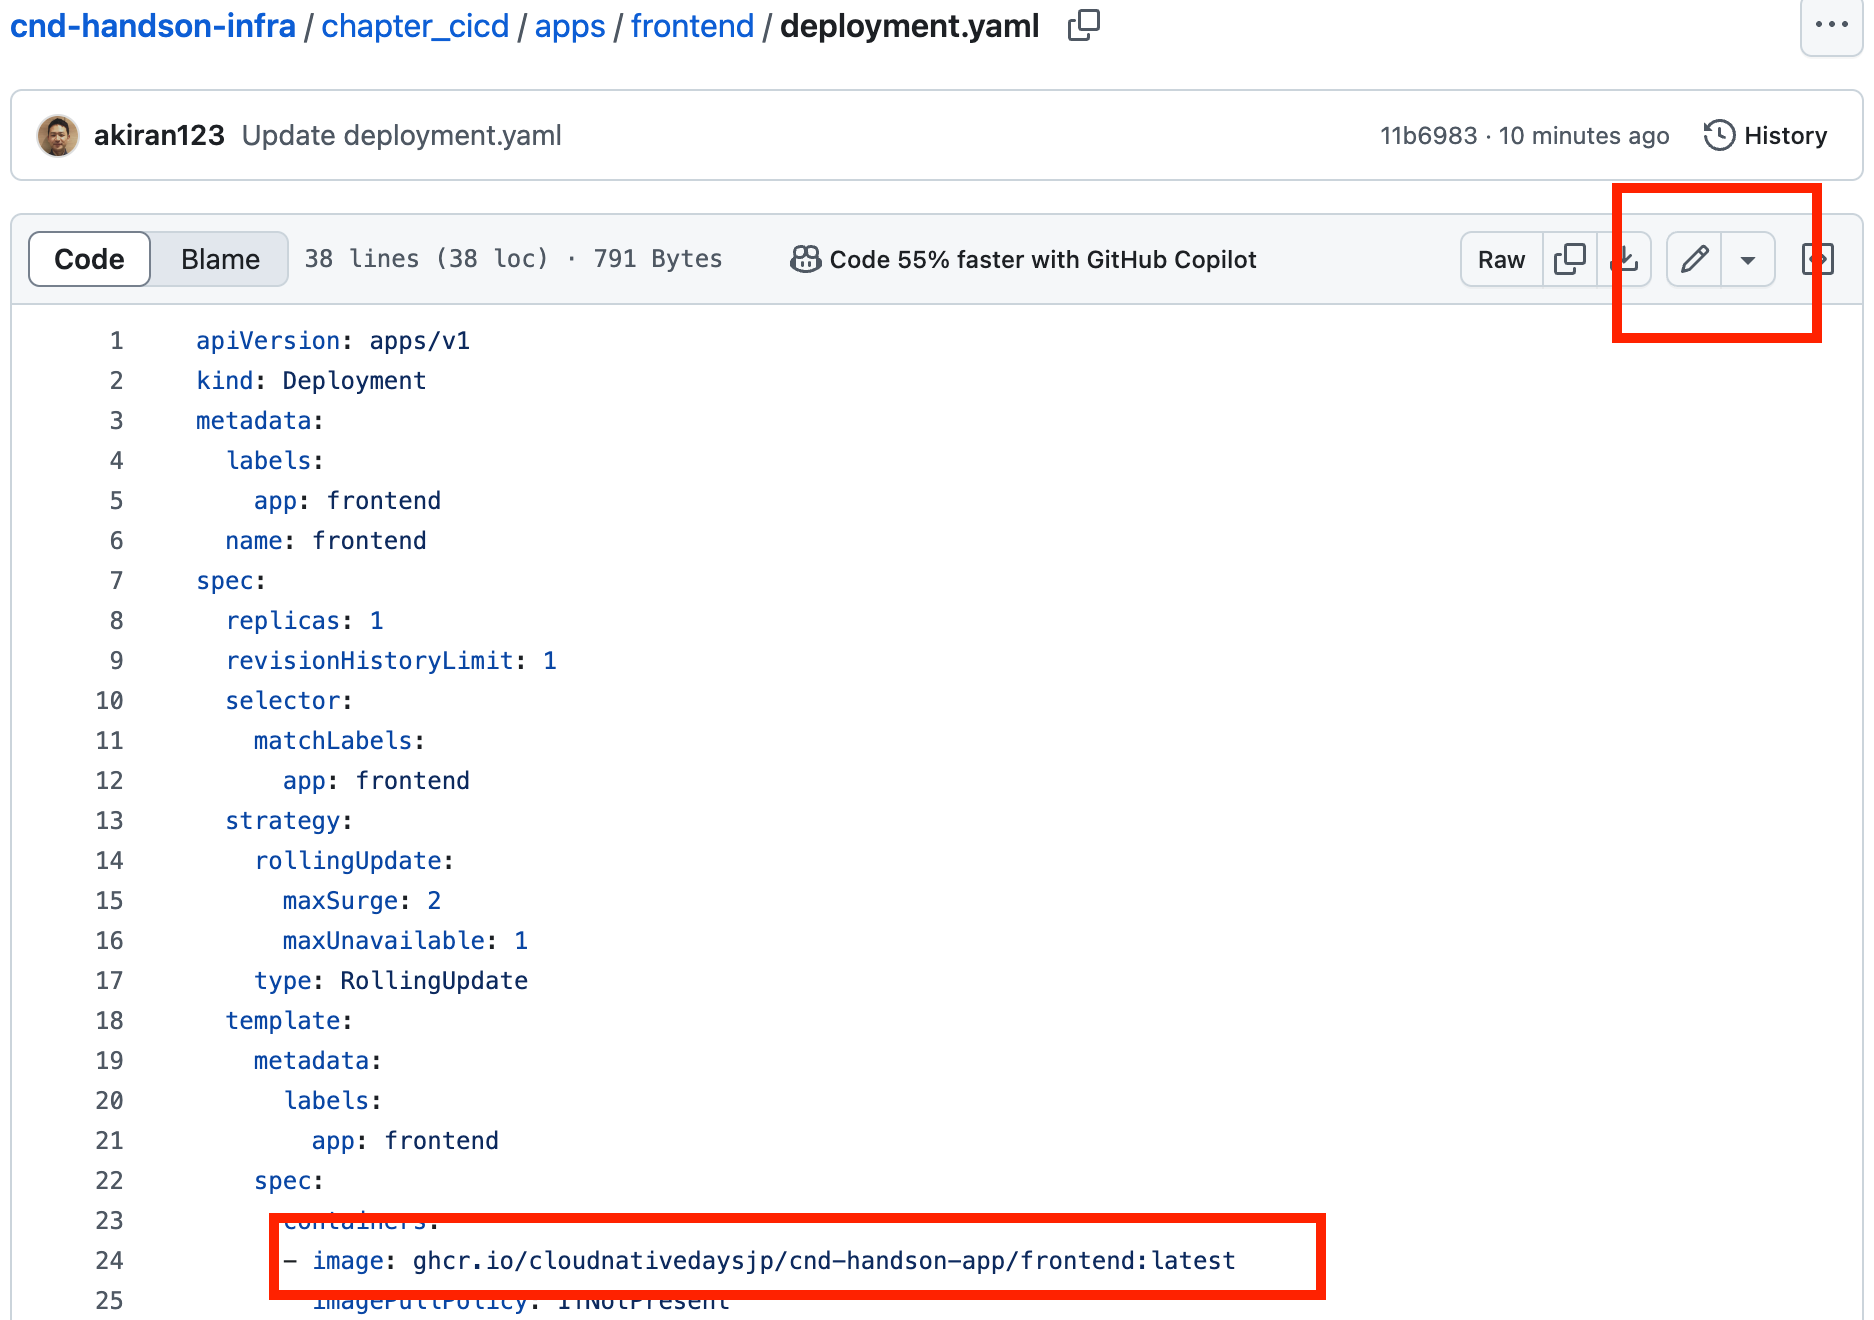 cnd-handson-infra / chapter_cicd / apps / frontend / deployment.yaml
akiran123 Update deployment.yaml 11b6983 · 10 minutes ago History
Code Blame 38 lines (38 loc) · 791 Bytes Code 55% faster with GitHub Copilot Raw
1 apiVersion: apps/v1
2 kind: Deployment
3 metadata:
4 labels:
5 app: frontend
6 name: frontend
7 spec:
8 replicas: 1
9 revisionHistoryLimit: 1
10 selector:
11 matchLabels:
12 app: frontend
13 strategy:
14 rollingUpdate:
15 maxSurge: 2
16 maxUnavailable: 1
17 type: RollingUpdate
18 template:
19 metadata:
20 labels:
21 app: frontend
22 spec:
23 containers:
24 - image: ghcr.io/cloudnativedaysjp/cnd-handson-app/frontend:latest
25 imagePullPolicy: IfNotPresent